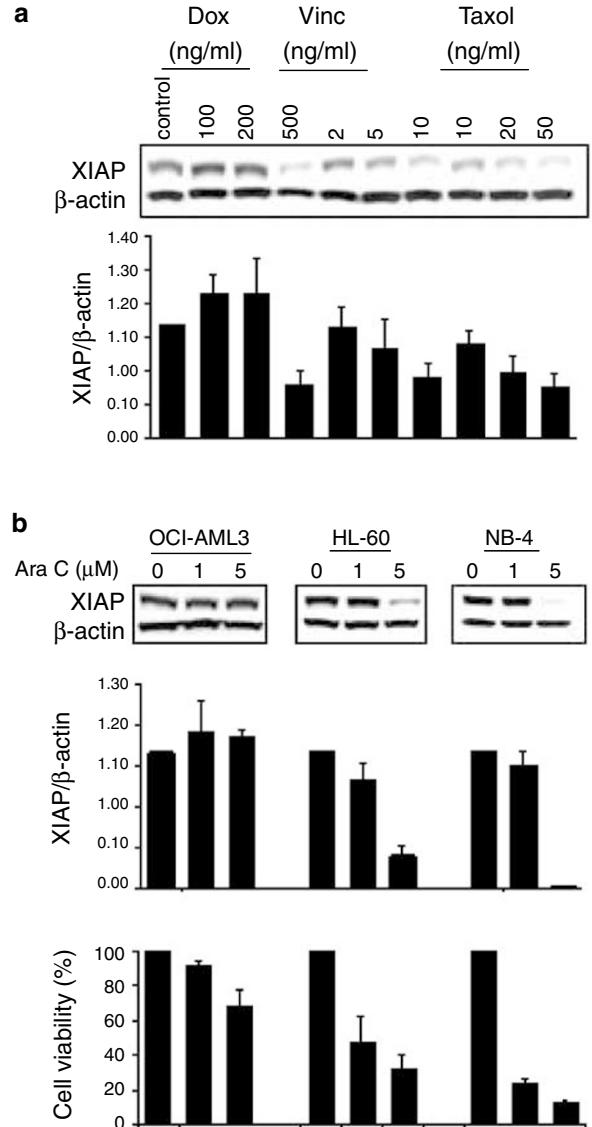 a
Dox Vinc Taxol
(ng/ml) (ng/ml) (ng/ml)
control 100 200 500 2 5 10 10 20 50
XIAP
β-actin
XIAP/β-actin
1.40
1.30
1.20
1.10
1.00
0.10
0.00
b
OCI-AML3 HL-60 NB-4
Ara C (μM) 0 1 5 0 1 5 0 1 5
XIAP
β-actin
XIAP/β-actin
1.30
1.20
1.10
1.00
0.10
0.00
Cell viability (%)
100
80
60
40
20
0